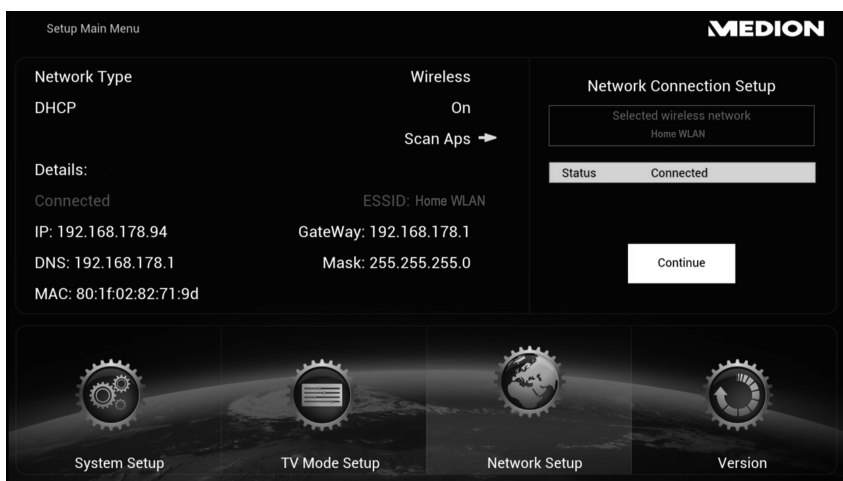 Setup Main Menu
MEDION
Network Type Wireless
DHCP On
Scan Aps
Details:
Connected ESSID: Home WLAN
IP: 192.168.178.94 GateWay: 192.168.178.1
DNS: 192.168.178.1 Mask: 255.255.255.0
MAC: 80:1f:02:82:71:9d
Network Connection Setup
Selected wireless network
Home WLAN
Status Connected
Continue
System Setup
TV Mode Setup
Network Setup
Version